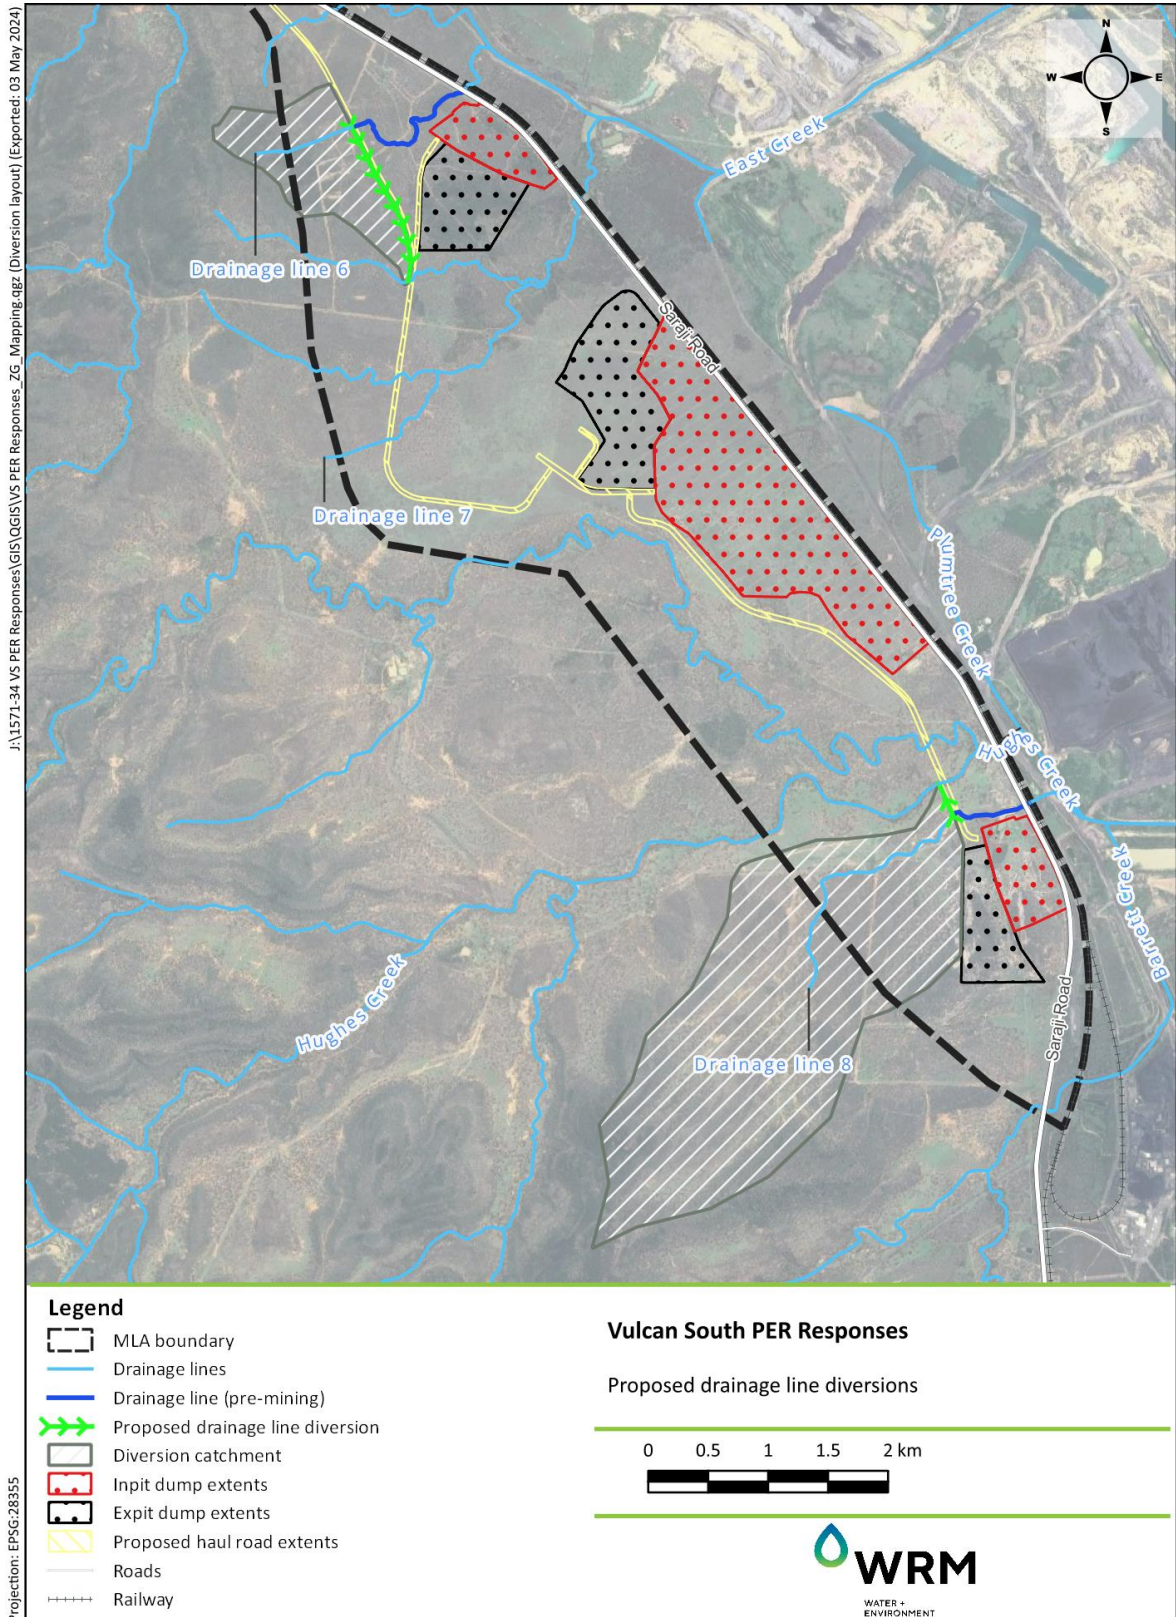 J:\1571-34 VS PER Responses\GIS\QGIS\VS PER Responses_ZG_Mapping.qgz (Diversion layout) (Exported: 03 May 2024)
N
W
E
S
East Creek
Drainage line 6
Saraji Road
Drainage line 7
Plumtree Creek
Hughes Creek
Barrett Creek
Hughes Creek
Saraji Road
Drainage line 8
Projection: EPSG:28355
Legend
MLA boundary
Drainage lines
Drainage line (pre-mining)
Proposed drainage line diversion
Diversion catchment
Inpit dump extents
Expit dump extents
Proposed haul road extents
Roads
Railway
Vulcan South PER Responses
Proposed drainage line diversions
0 0.5 1 1.5 2 km
WRM
WATER +
ENVIRONMENT